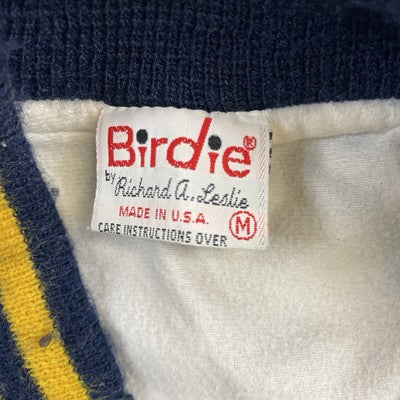 Birdie®
by Richard A. Leslie
MADE IN U.S.A.
CARE INSTRUCTIONS OVER M